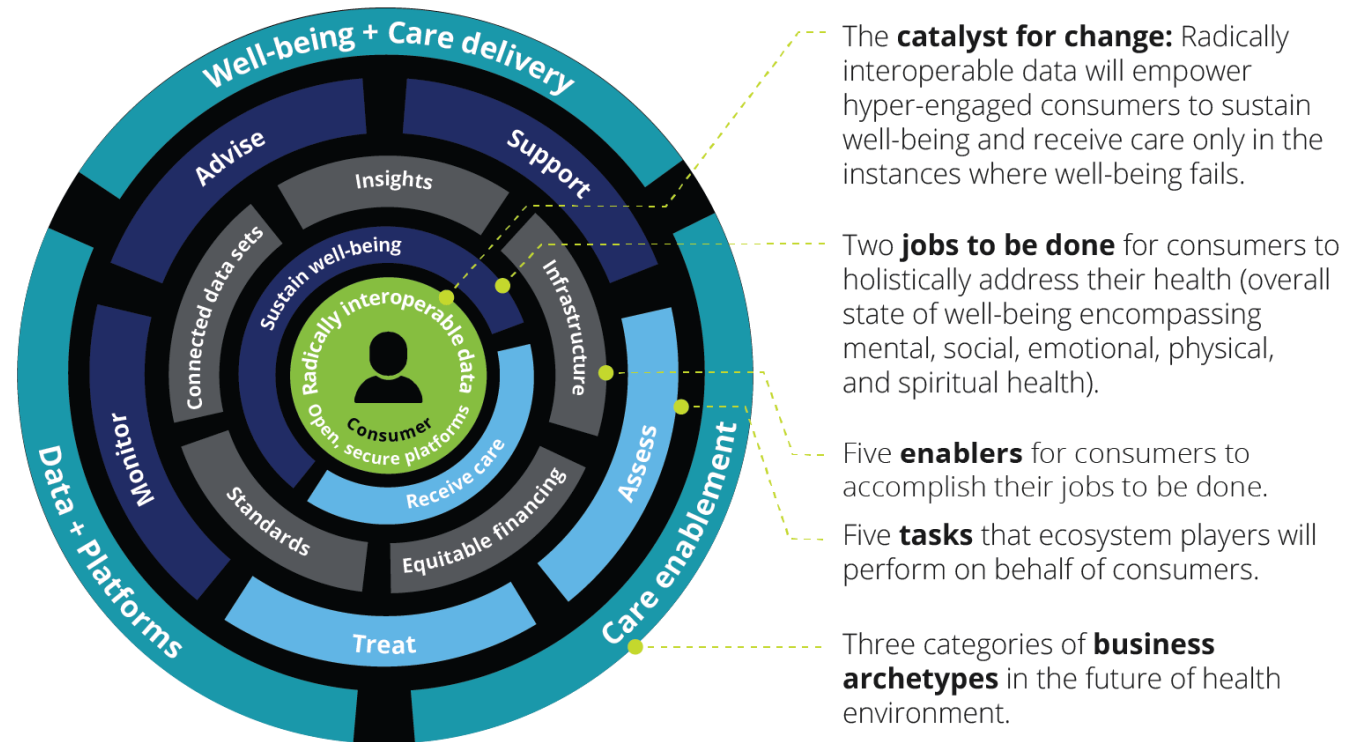 Well-being + Care delivery
Advise
Support
Insights
Connected data sets
Sustain well-being
Infrastructure
Radically interoperable data
Consumer
Open, secure platforms
Receive care
Monitor
Standards
Equitable financing
Assess
Treat
Data + Platforms
Care enablement
The catalyst for change: Radically
interoperable data will empower
hyper-engaged consumers to sustain
well-being and receive care only in the
instances where well-being fails.
Two jobs to be done for consumers to
holistically address their health (overall
state of well-being encompassing
mental, social, emotional, physical,
and spiritual health).
Five enablers for consumers to
accomplish their jobs to be done.
Five tasks that ecosystem players will
perform on behalf of consumers.
Three categories of business
archetypes in the future of health
environment.